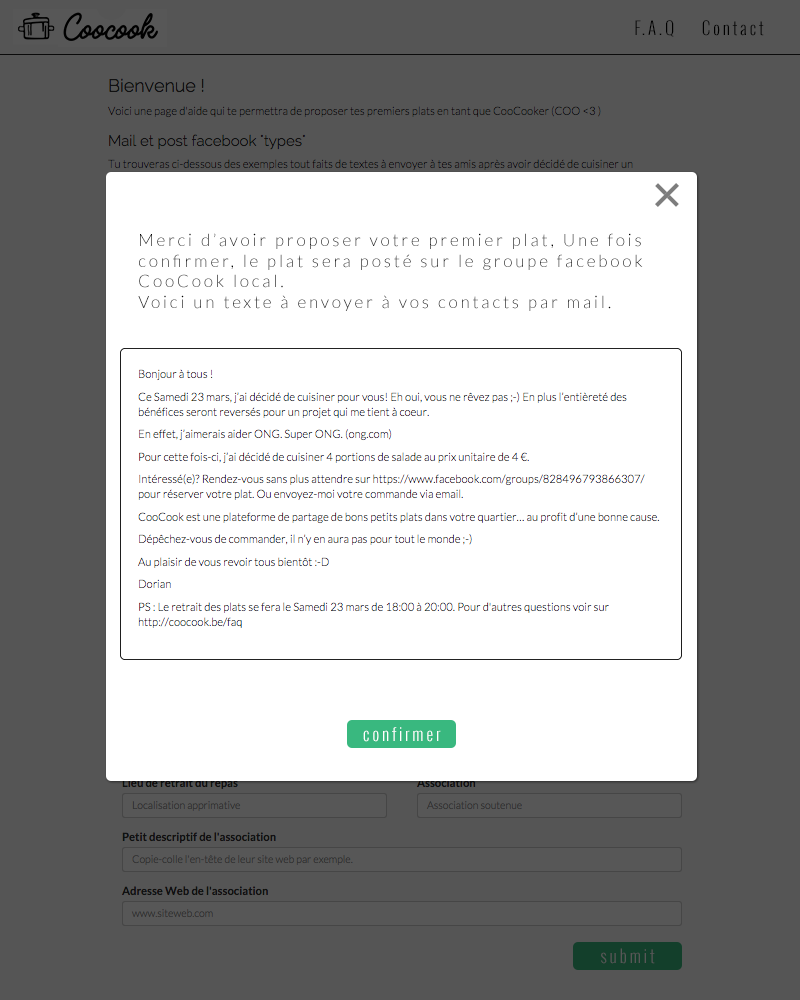 Coocook
F.A.Q Contact
Bienvenue !
Voici une page d'aide qui te permettra de proposer tes premiers plats en tant que CooCooker (COO <3 )
Mail et post facebook "types"
Tu trouveras ci-dessous des exemples tout faits de textes à envoyer à tes amis après avoir décidé de cuisiner un
Merci d'avoir proposer votre premier plat, Une fois
confirmer, le plat sera posté sur le groupe facebook
CooCook local.
Voici un texte à envoyer à vos contacts par mail.
Bonjour à tous !
Ce Samedi 23 mars, j'ai décidé de cuisiner pour vous! Eh oui, vous ne rêvez pas ;-) En plus l'entièreté des
bénéfices seront reversés pour un projet qui me tient à coeur.
En effet, j'aimerais aider ONG. Super ONG. (ong.com)
Pour cette fois-ci, j'ai décidé de cuisiner 4 portions de salade au prix unitaire de 4 €.
Intéressé(e)? Rendez-vous sans plus attendre sur https://www.facebook.com/groups/828496793866307/
pour réserver votre plat. Ou envoyez-moi votre commande via email.
CooCook est une plateforme de partage de bons petits plats dans votre quartier... au profit d'une bonne cause.
Dépêchez-vous de commander, il n'y en aura pas pour tout le monde ;-)
Au plaisir de vous revoir tous bientôt :-D
Dorian
PS : Le retrait des plats se fera le Samedi 23 mars de 18:00 à 20:00. Pour d'autres questions voir sur
http://coocook.be/faq
confirmer
Lieu de retrait du repas Association
Localisation apprimative Association soutenue
Petit descriptif de l'association
Copie-colle l'en-tête de leur site web par exemple.
Adresse Web de l'association
www.siteweb.com
submit